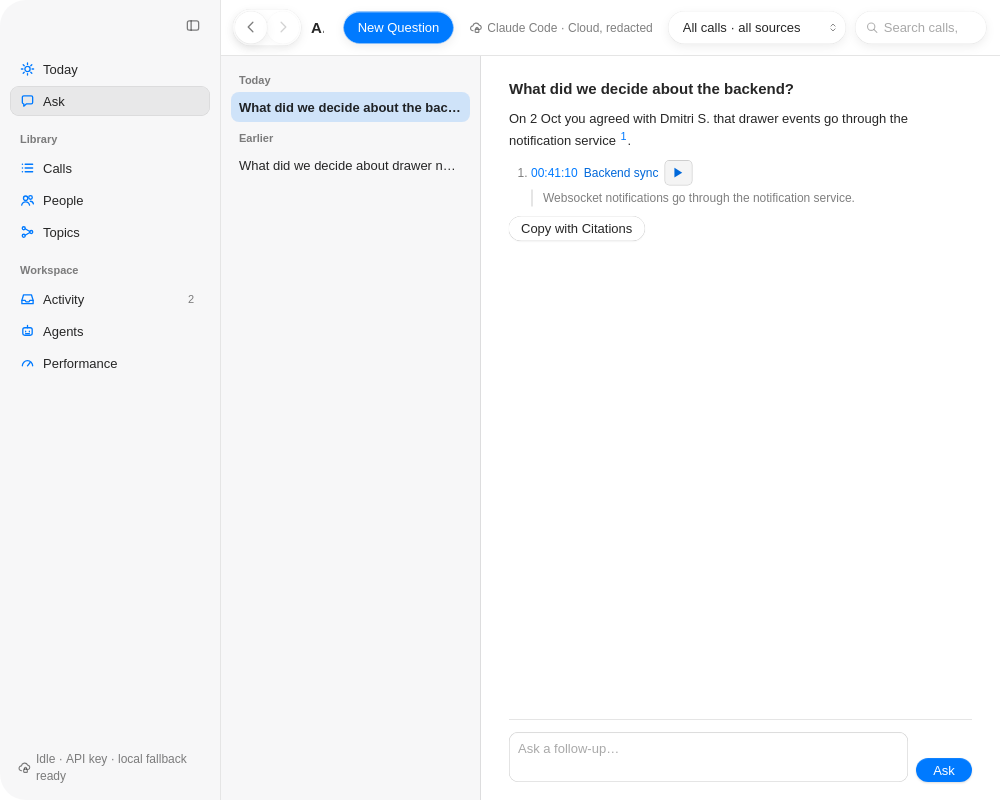 Today
Ask
Library
Calls
People
Topics
Workspace
Activity 2
Agents
Performance
Idle · API key · local fallback
ready
A.
New Question
Claude Code · Cloud, redacted
All calls · all sources
Search calls,
Today
What did we decide about the bac…
Earlier
What did we decide about drawer n…
What did we decide about the backend?
On 2 Oct you agreed with Dmitri S. that drawer events go through the
notification service 1.
1. 00:41:10 Backend sync
Websocket notifications go through the notification service.
Copy with Citations
Ask a follow-up…
Ask